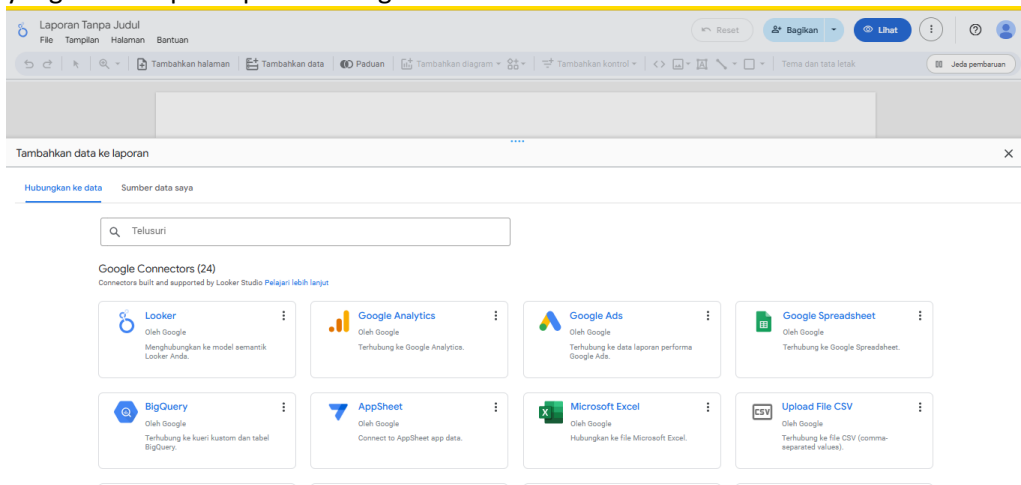 Laporan Tanpa Judul
File Tampilan Halaman Bantuan
Reset Bagikan Lihat
Tambahkan halaman Tambahkan data Paduan Tambahkan diagram Tambahkan kontrol Tema dan tata letak Jeda pembaruan
Tambahkan data ke laporan
Hubungkan ke data Sumber data saya
Telusuri
Google Connectors (24)
Connectors built and supported by Looker Studio Pelajari lebih lanjut
Looker
Oleh Google
Menghubungkan ke model semantik
Looker Anda.
Google Analytics
Oleh Google
Terhubung ke Google Analytics.
Google Ads
Oleh Google
Terhubung ke data laporan performa
Google Ads.
Google Spreadsheet
Oleh Google
Terhubung ke Google Spreadsheet.
BigQuery
Oleh Google
Terhubung ke kueri kustom dan tabel
BigQuery.
AppSheet
Oleh Google
Connect to AppSheet app data.
Microsoft Excel
Oleh Google
Hubungkan ke file Microsoft Excel.
CSV
Upload File CSV
Oleh Google
Terhubung ke file CSV (comma-
separated values).